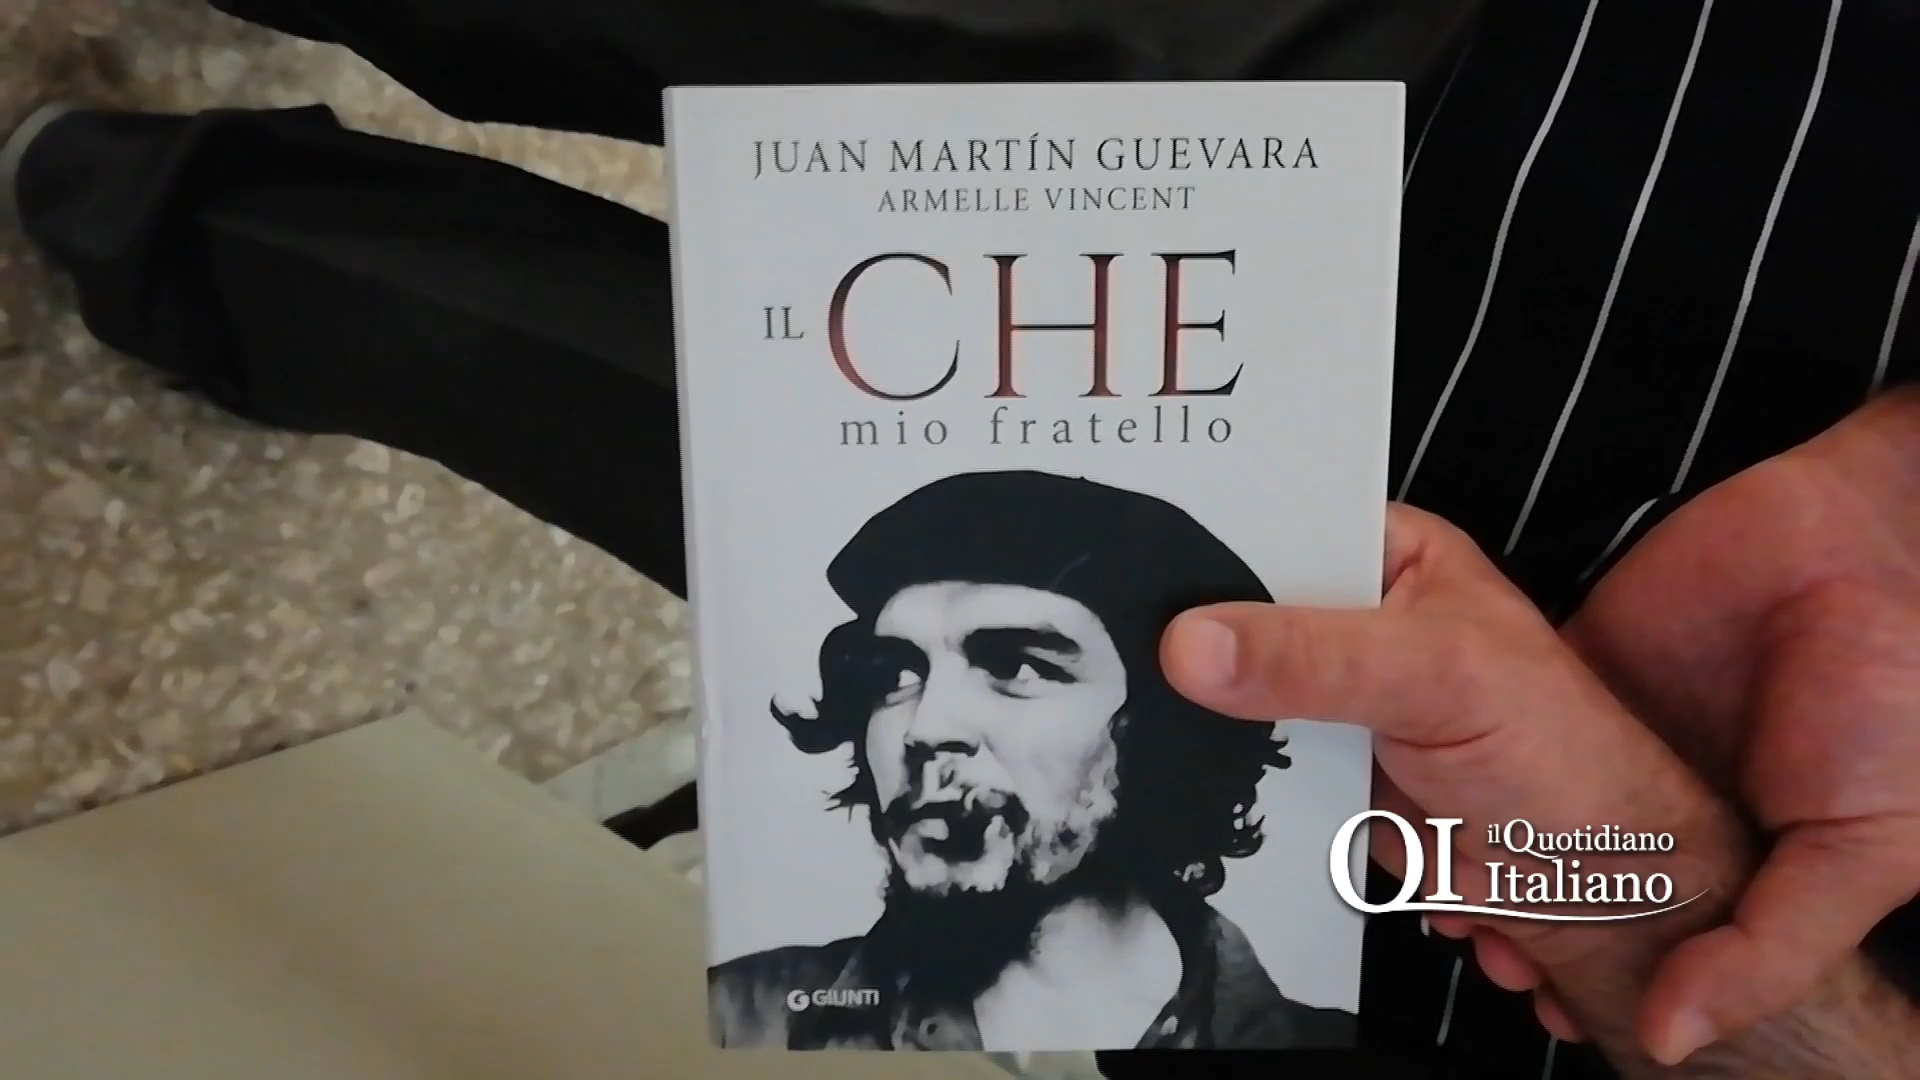 JUAN MARTÍN GUEVARA
ARMELLE VINCENT
IL CHE
mio fratello
GIUNTI
QI il Quotidiano
Italiano